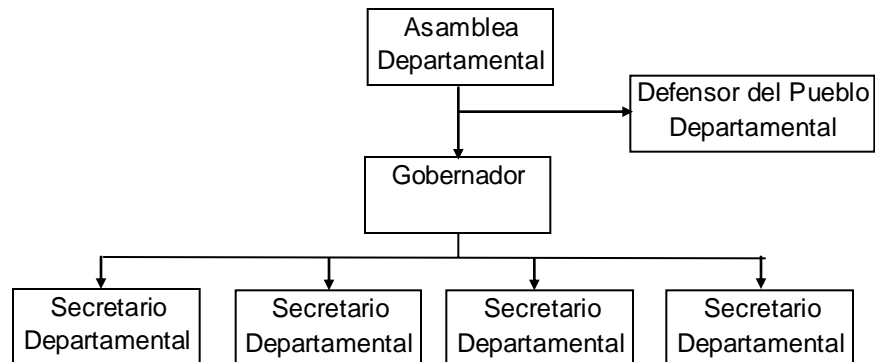 Asamblea
Departamental
Defensor del Pueblo
Departamental
Gobernador
Secretario
Departamental
Secretario
Departamental
Secretario
Departamental
Secretario
Departamental